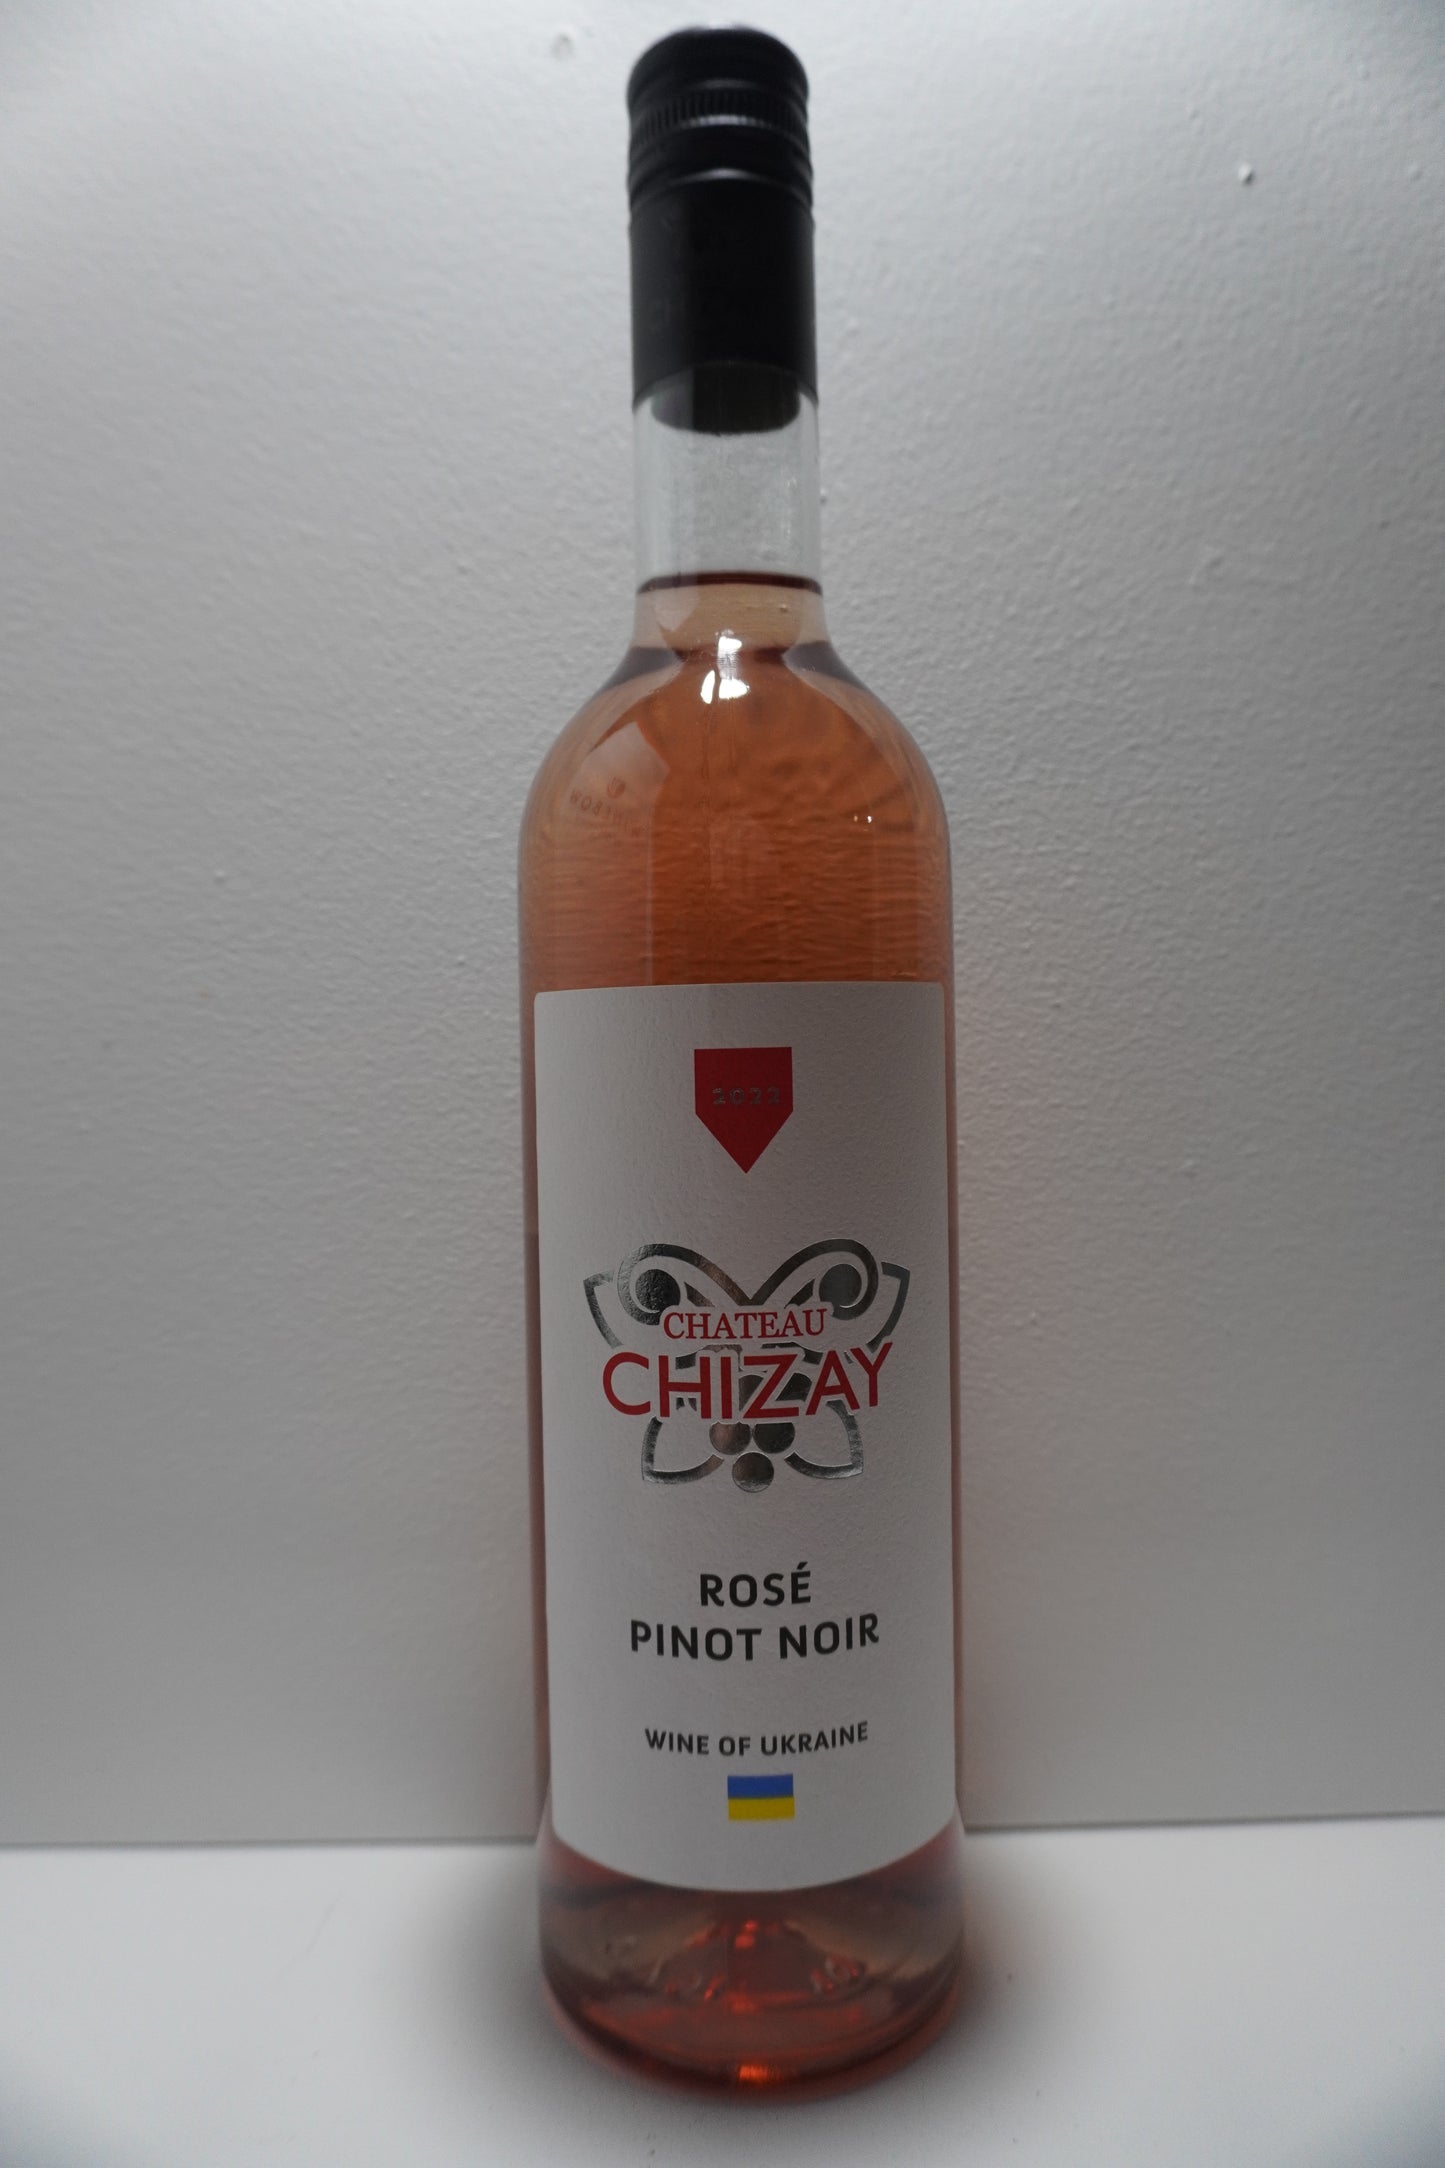 2022
CHATEAU
CHIZAY
ROSÉ
PINOT NOIR
WINE OF UKRAINE